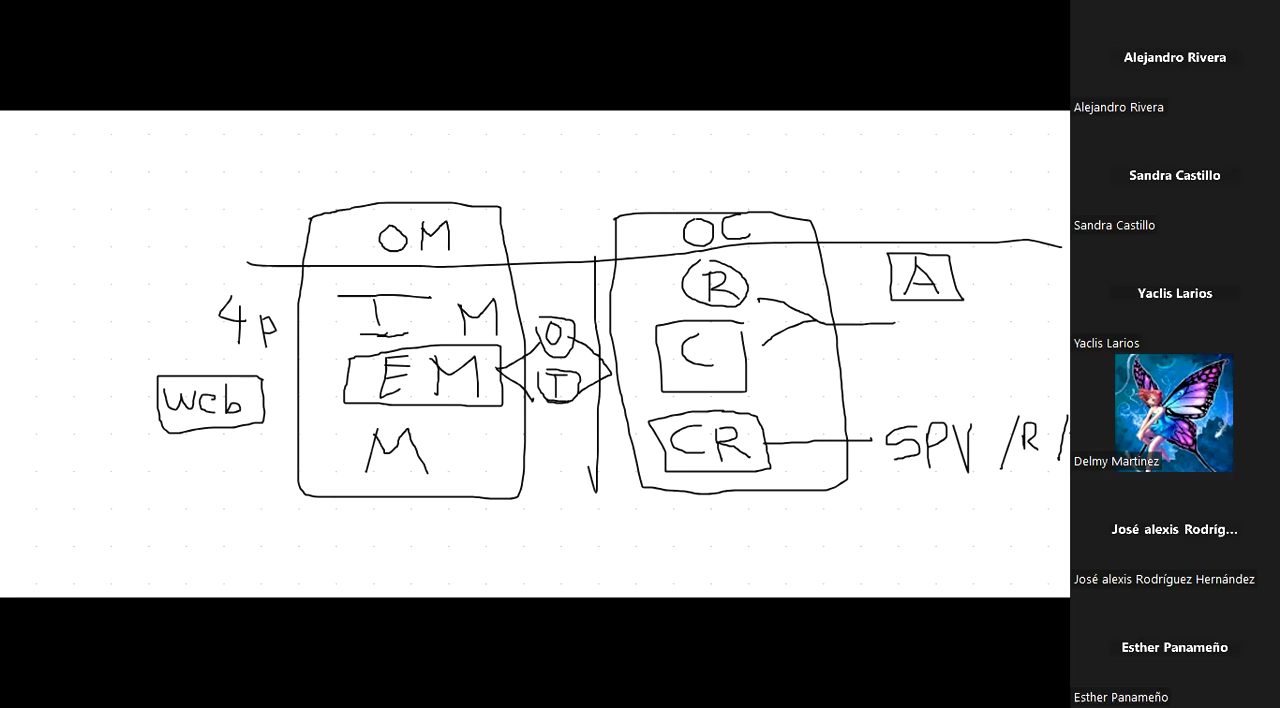 OM
OC
R
A
4p
I M
O
C
EM
T
web
M
CR
SPV /R /
Alejandro Rivera
Alejandro Rivera
Sandra Castillo
Sandra Castillo
Yaclis Larios
Yaclis Larios
Delmy Martinez
José alexis Rodríg...
José alexis Rodríguez Hernández
Esther Panameño
Esther Panameño